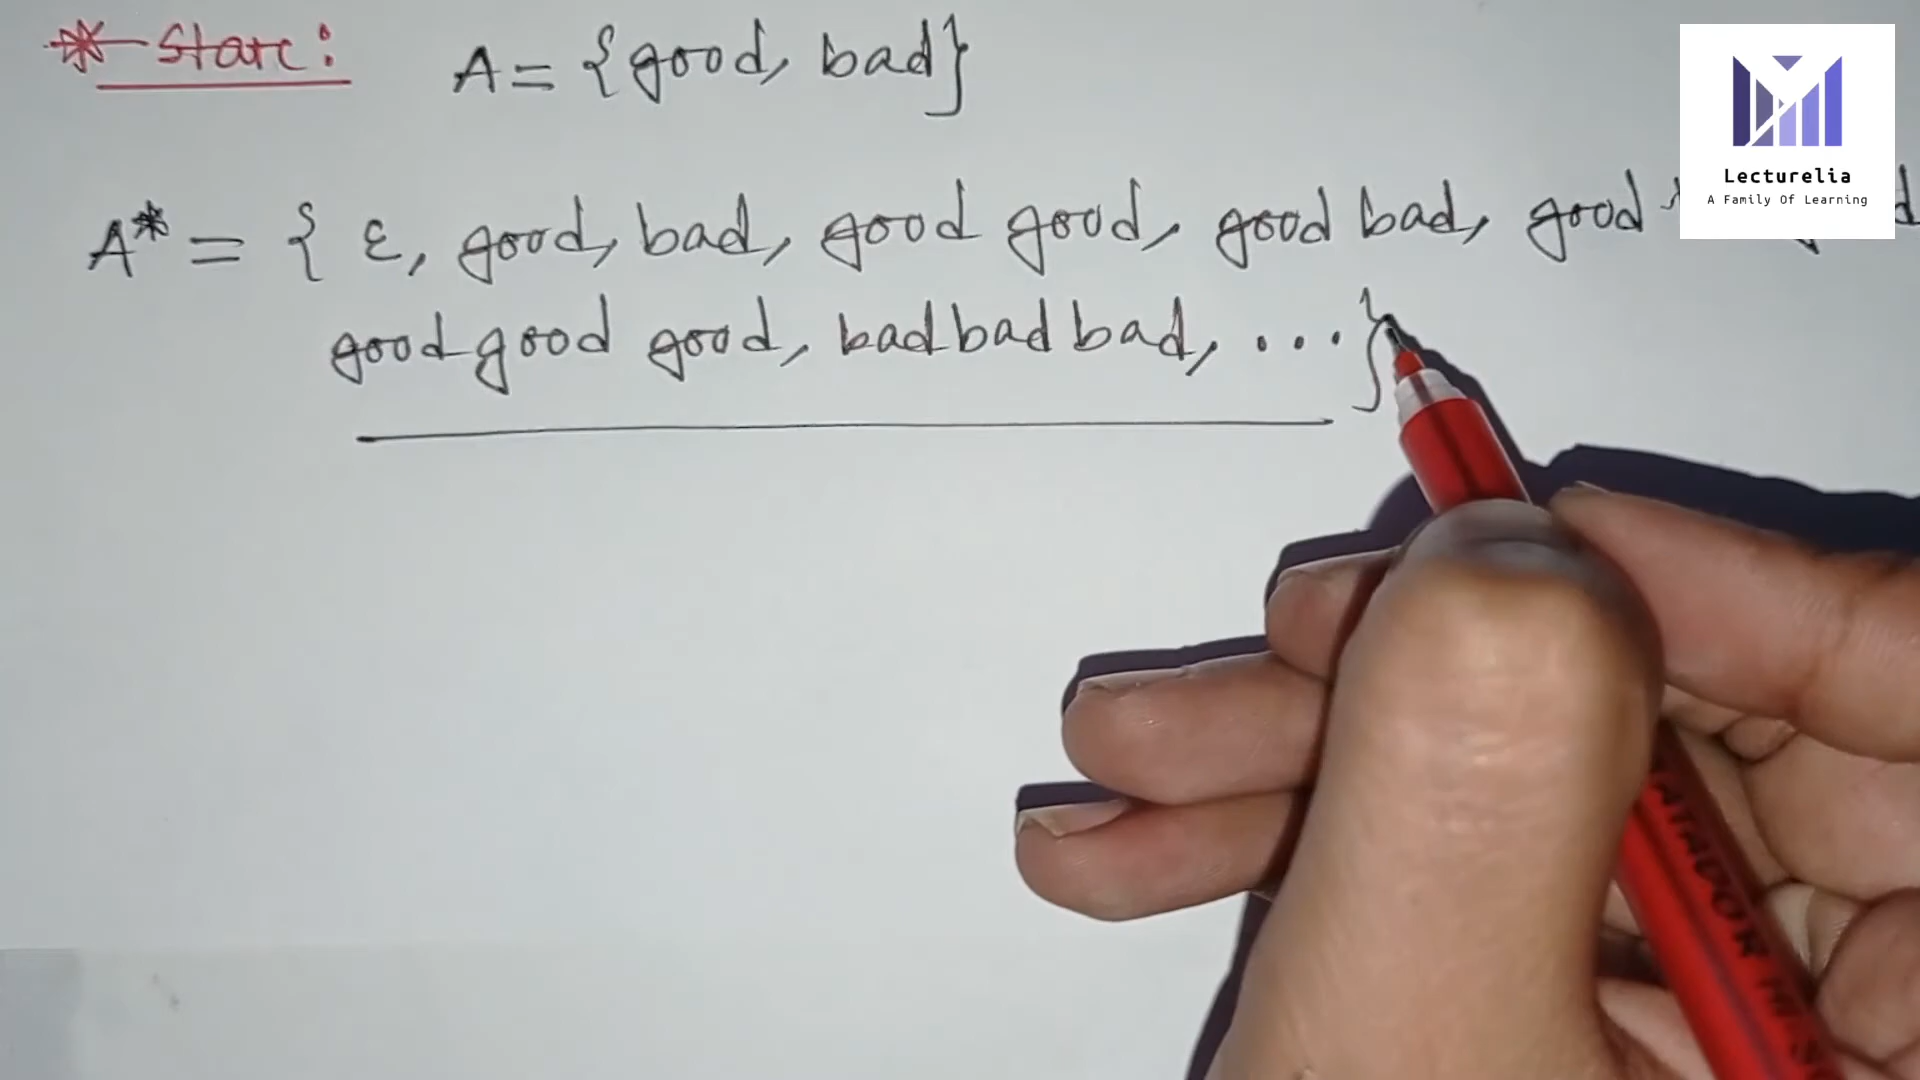 * Star:
A = {good, bad}
A* = { ε, good, bad, good good, good bad, good
good good good, bad bad bad, ...}
Lecturelia
A Family Of Learning